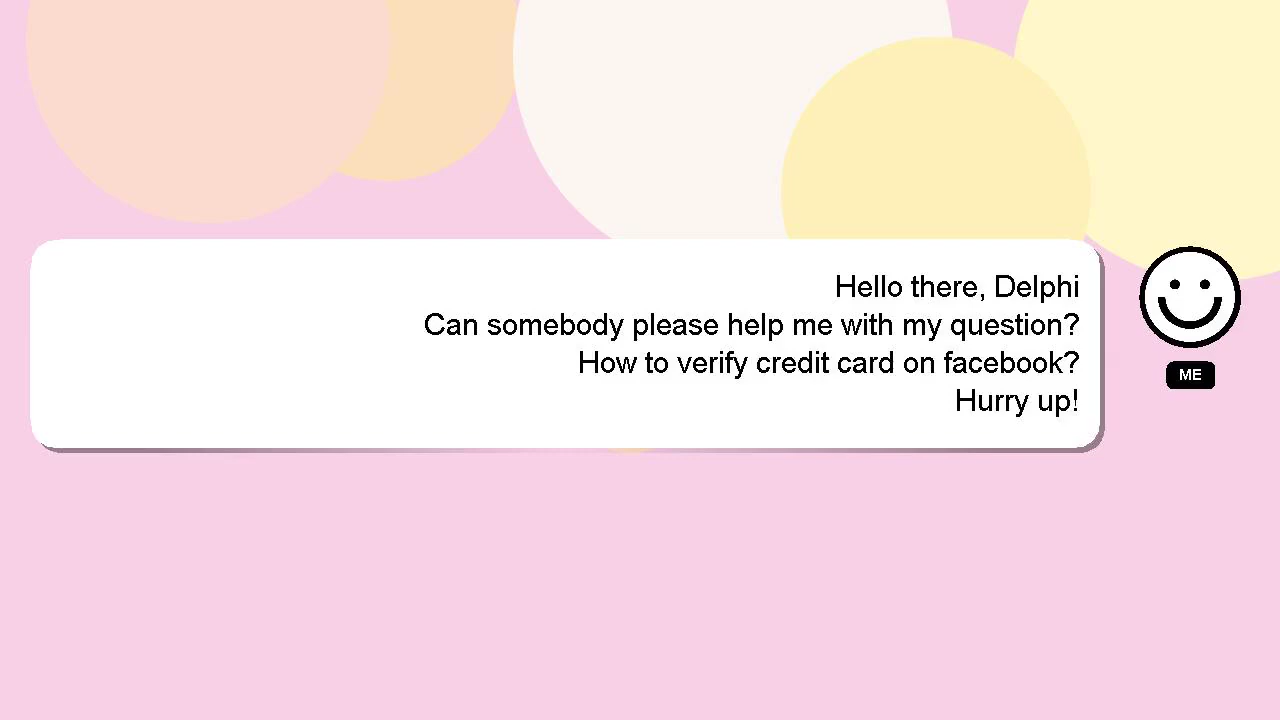 Hello there, Delphi
Can somebody please help me with my question?
How to verify credit card on facebook?
Hurry up!
ME